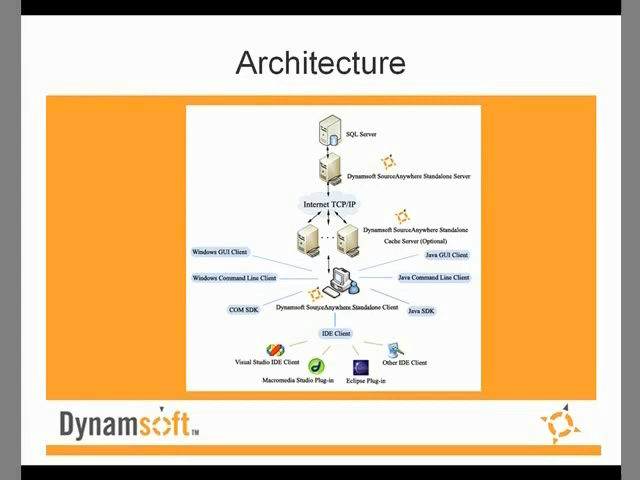 Architecture
SQL Server
Dynamsoft SourceAnywhere Standalone Server
Internet TCP/IP
Dynamsoft SourceAnywhere Standalone
Cache Server (Optional)
Windows GUI Client
Java GUI Client
Windows Command Line Client
Java Command Line Client
Dynamsoft SourceAnywhere Standalone Client
COM SDK
Java SDK
IDE Client
Visual Studio IDE Client
Other IDE Client
Macromedia Studio Plug-in
Eclipse Plug-in
Dynamsoft™